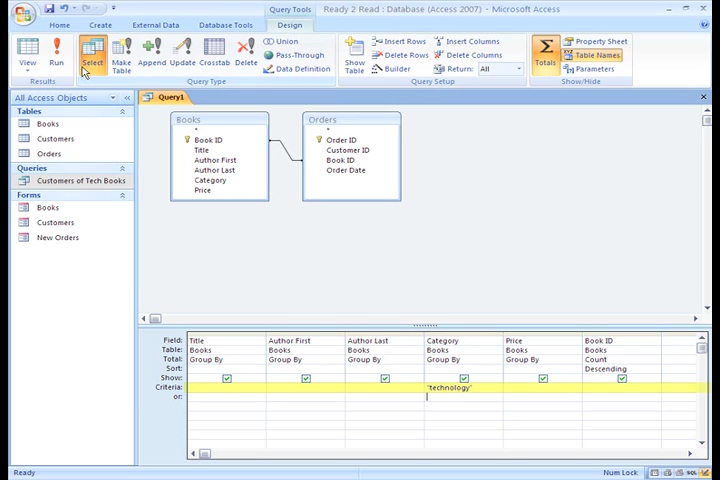 Query Tools
Ready 2 Read : Database (Access 2007) - Microsoft Access
Home
Create
External Data
Database Tools
Design
View
Run
Results
Select
Make Table
Append
Update
Crosstab
Delete
Union
Pass-Through
Data Definition
Query Type
Show Table
Insert Rows
Delete Rows
Builder
Insert Columns
Delete Columns
Return: All
Query Setup
Σ
Totals
Property Sheet
Table Names
Parameters
Show/Hide
All Access Objects
Tables
Books
Customers
Orders
Queries
Customers of Tech Books
Forms
Books
Customers
New Orders
Query1
Books
*
Book ID
Title
Author First
Author Last
Category
Price
Orders
*
Order ID
Customer ID
Book ID
Order Date
Field: Title Author First Author Last Category Price Book ID
Table: Books Books Books Books Books Books
Total: Group By Group By Group By Group By Group By Count
Sort: Descending
Show:
Criteria: "technology"
or:
Ready
Num Lock
SQL